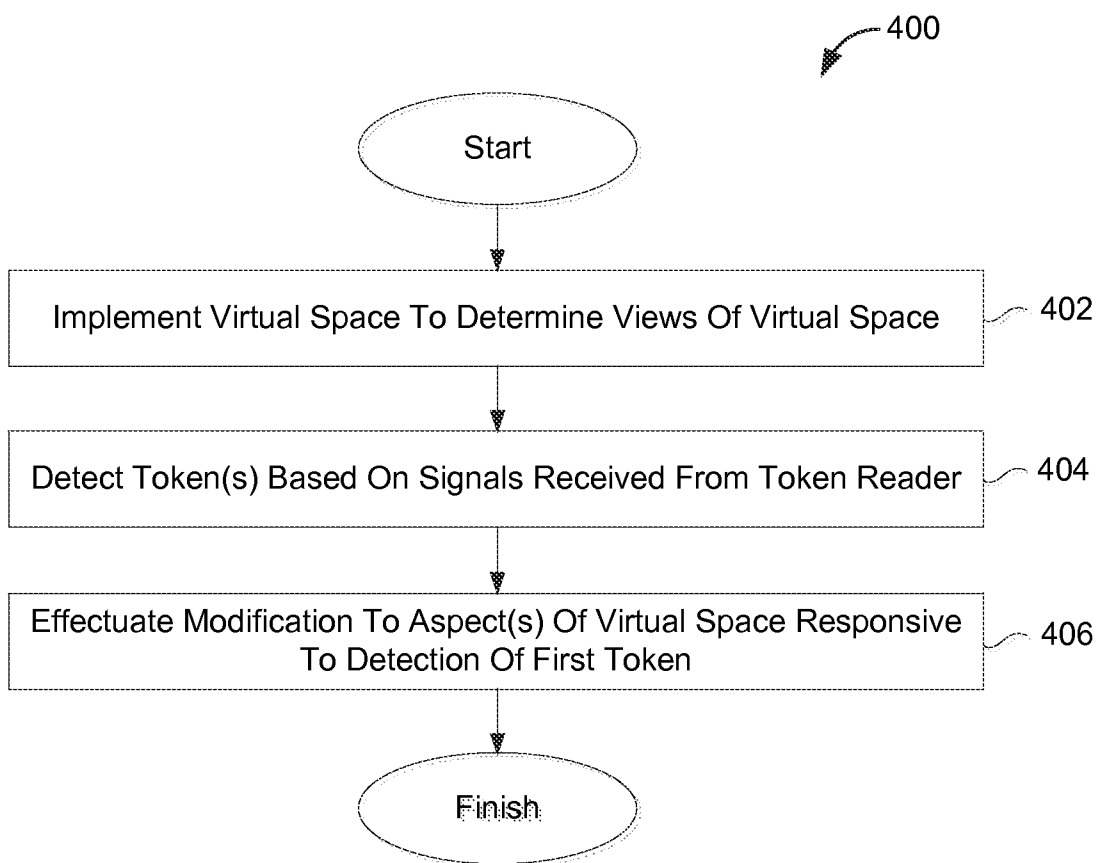 400
Start
Implement Virtual Space To Determine Views Of Virtual Space
402
Detect Token(s) Based On Signals Received From Token Reader
404
Effectuate Modification To Aspect(s) Of Virtual Space Responsive
To Detection Of First Token
406
Finish